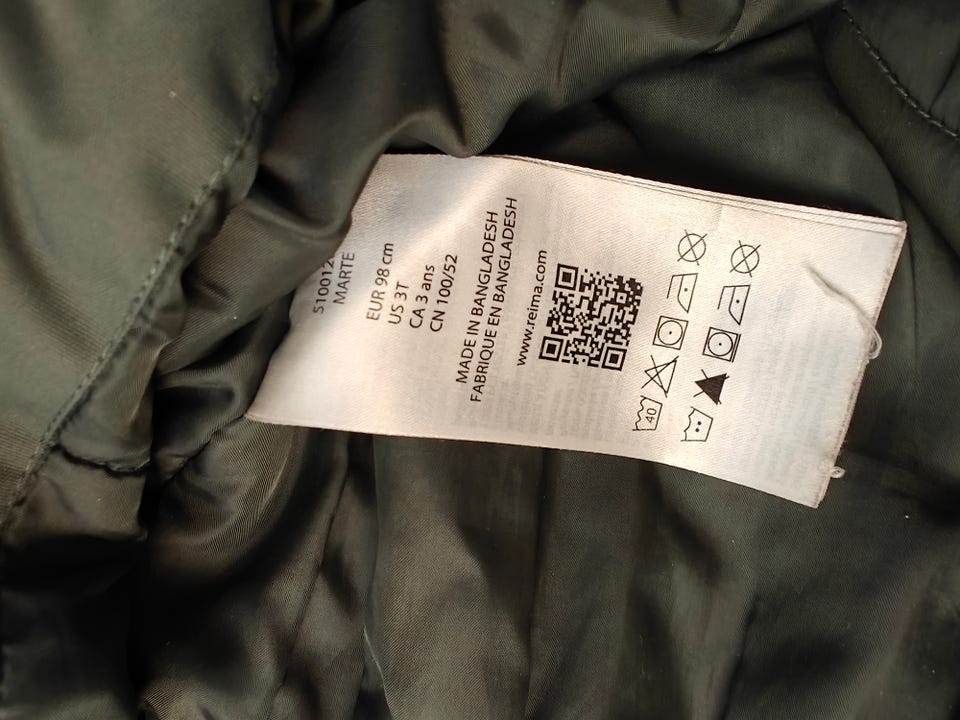 MARTE
EUR 98 cm
US 3T
CA 3 ans
CN 100/52
MADE IN BANGLADESH
FABRIQUE EN BANGLADESH
www.reima.com
40